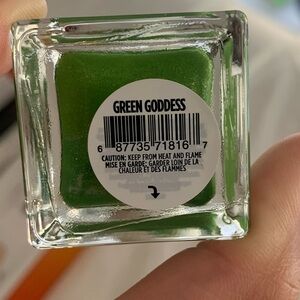 GREEN GODDESS
6 87735 71816 7
CAUTION: KEEP FROM HEAT AND FLAME
MISE EN GARDE: GARDER LOIN DE LA
CHALEUR ET DES FLAMMES